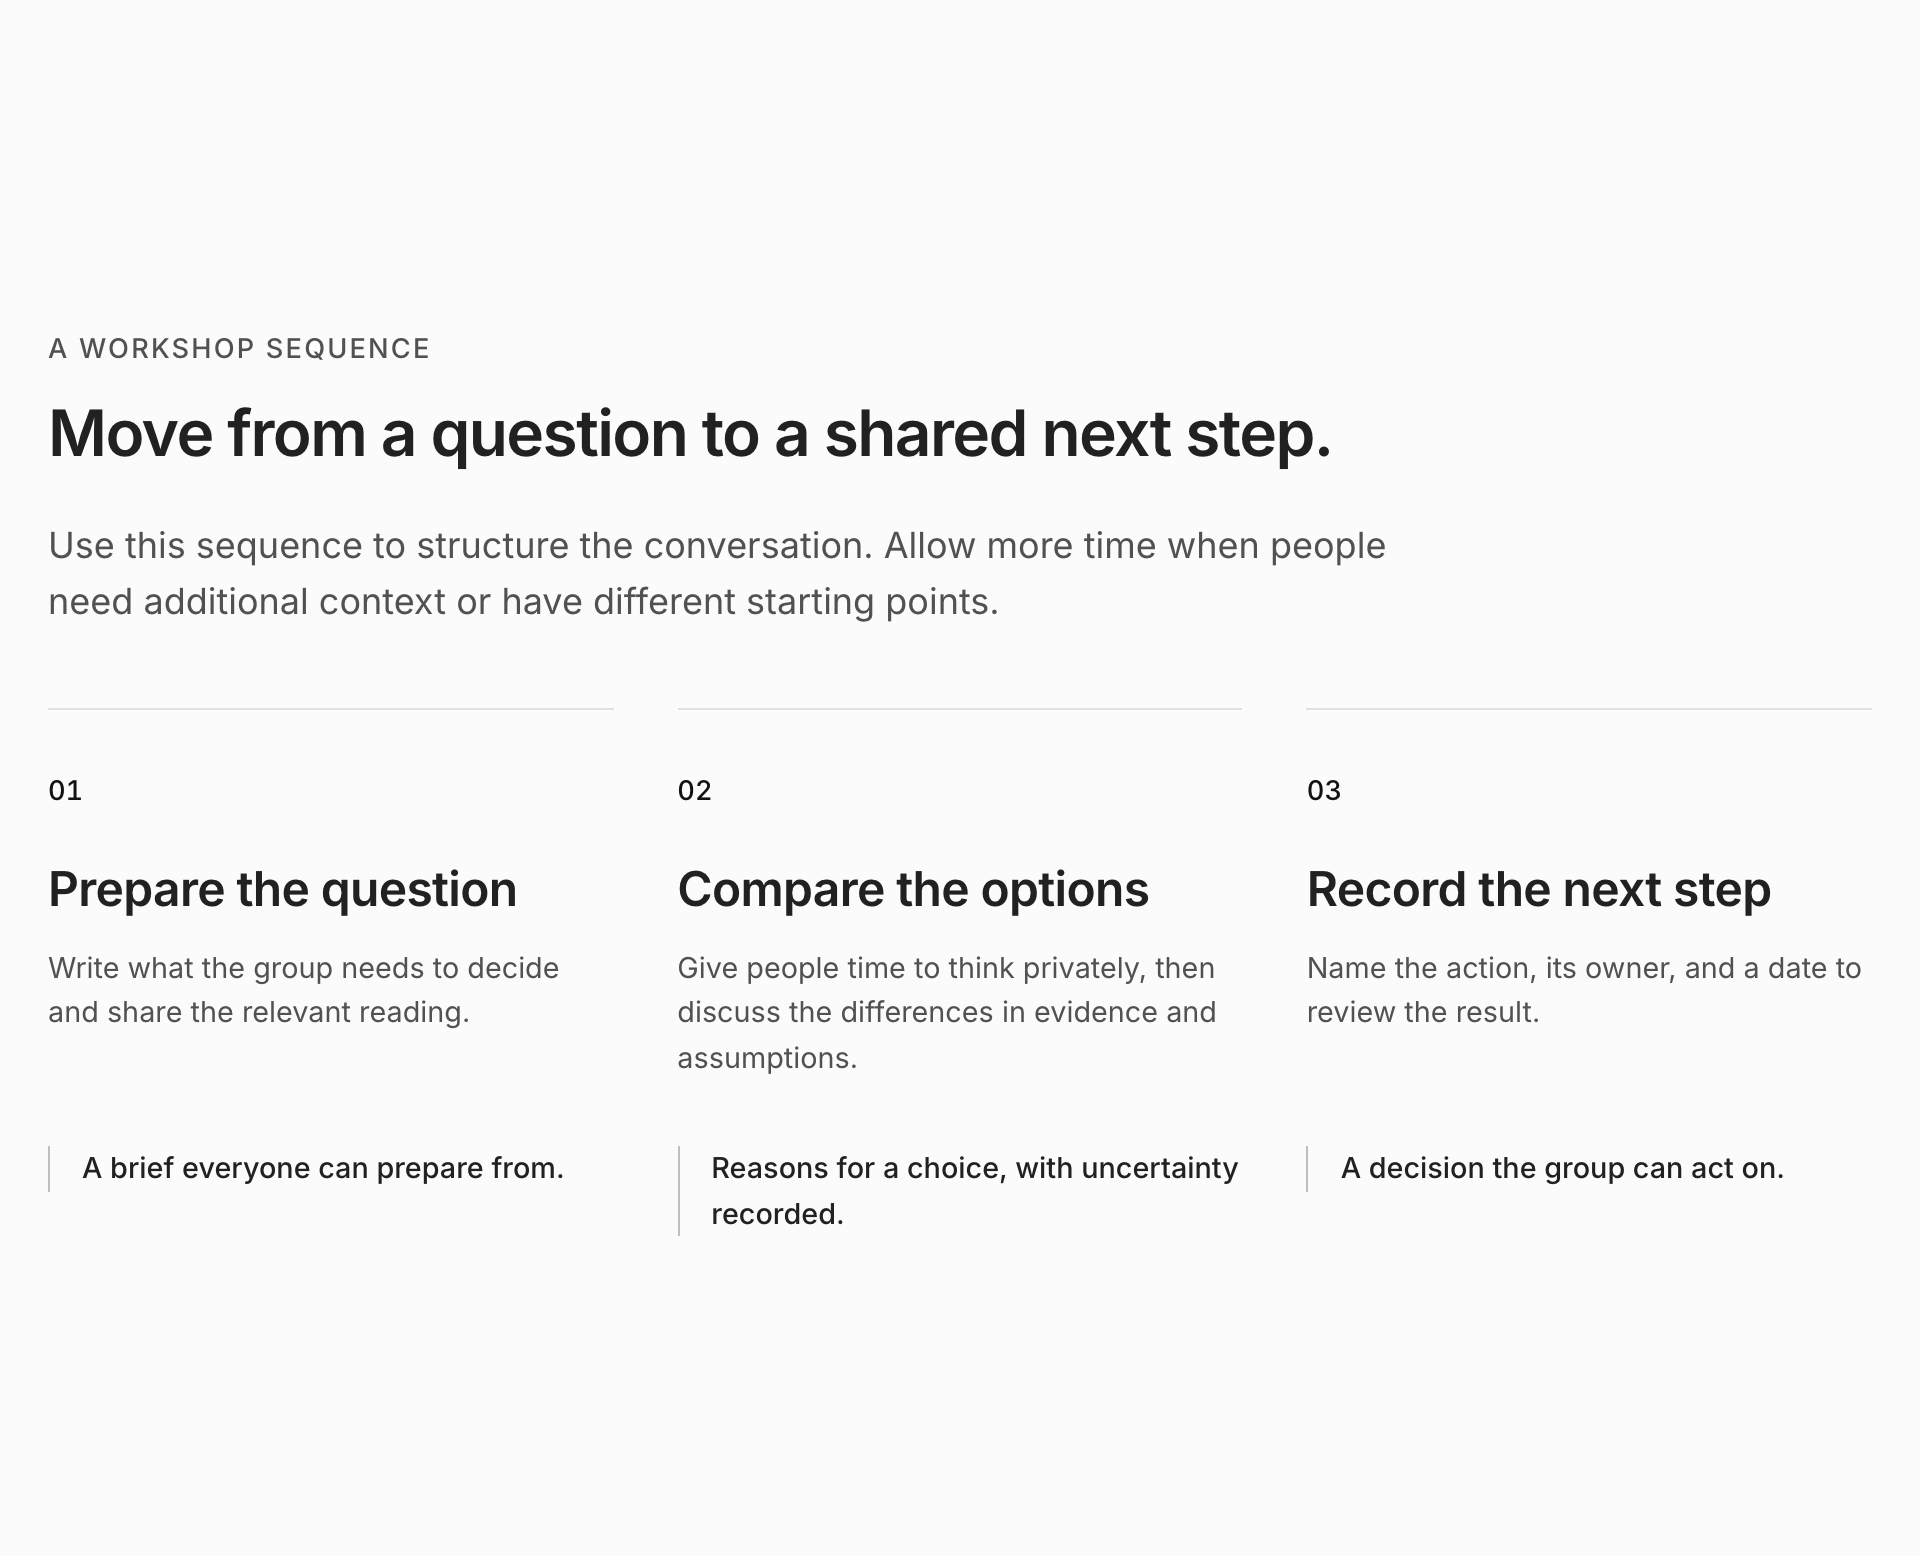 A WORKSHOP SEQUENCE
Move from a question to a shared next step.
Use this sequence to structure the conversation. Allow more time when people
need additional context or have different starting points.
01
Prepare the question
Write what the group needs to decide
and share the relevant reading.
A brief everyone can prepare from.
02
Compare the options
Give people time to think privately, then
discuss the differences in evidence and
assumptions.
Reasons for a choice, with uncertainty
recorded.
03
Record the next step
Name the action, its owner, and a date to
review the result.
A decision the group can act on.